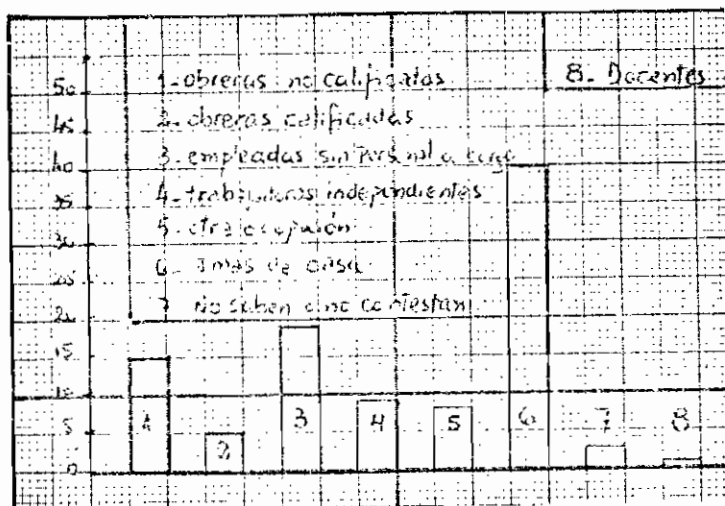 50
45
40
35
30
25
20
15
10
5
0
1-obreras no calificadas
2-obreras calificadas
3-empleadas sin personal a cargo
4-trabajadoras independientes
5-otra ocupasión
6- Amas de casa
7 No saben o no contestan
8- Docentes
1
2
3
4
5
6
7
8